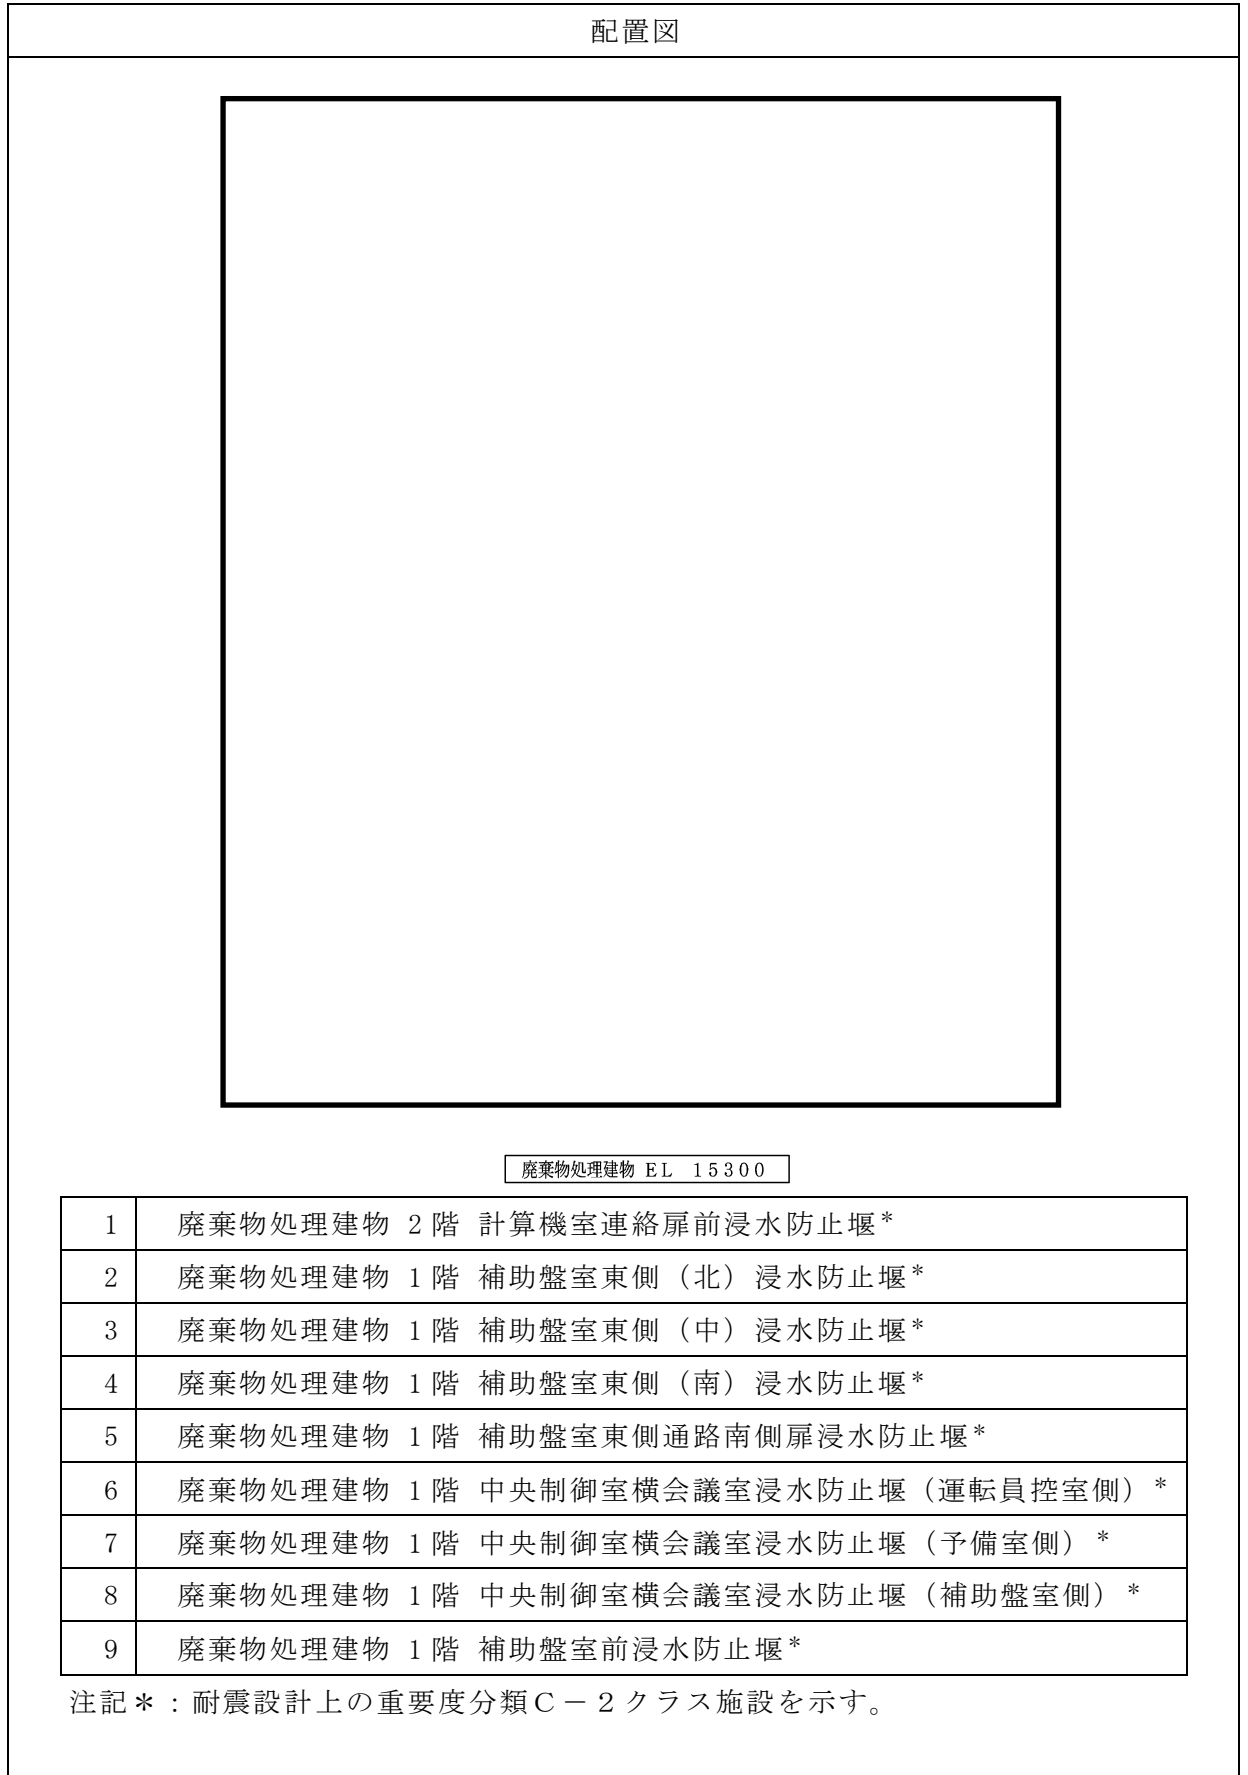 配置図
廃棄物処理建物 EL 15300
1 廃棄物処理建物 2階 計算機室連絡扉前浸水防止堰*
2 廃棄物処理建物 1階 補助盤室東側(北)浸水防止堰*
3 廃棄物処理建物 1階 補助盤室東側(中)浸水防止堰*
4 廃棄物処理建物 1階 補助盤室東側(南)浸水防止堰*
5 廃棄物処理建物 1階 補助盤室東側通路南側扉浸水防止堰*
6 廃棄物処理建物 1階 中央制御室横会議室浸水防止堰(運転員控室側)*
7 廃棄物処理建物 1階 中央制御室横会議室浸水防止堰(予備室側)*
8 廃棄物処理建物 1階 中央制御室横会議室浸水防止堰(補助盤室側)*
9 廃棄物処理建物 1階 補助盤室前浸水防止堰*
注記*:耐震設計上の重要度分類C-2クラス施設を示す。